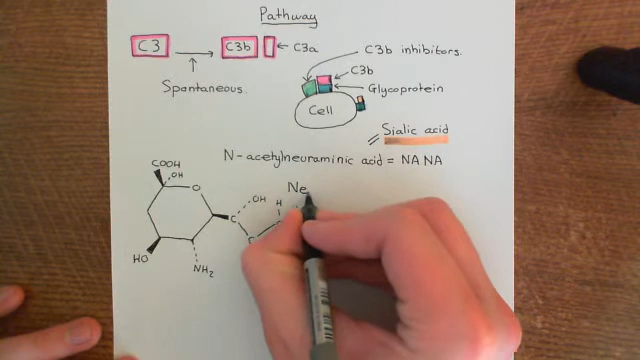 Pathway
C3 C3b C3a
C3b inhibitors.
Spontaneous.
C3b
Glycoprotein
Cell
Sialic acid
N-acetylneuraminic acid = NANA
COOH
OH
O
Ne
H
OH
C
HO
NH2